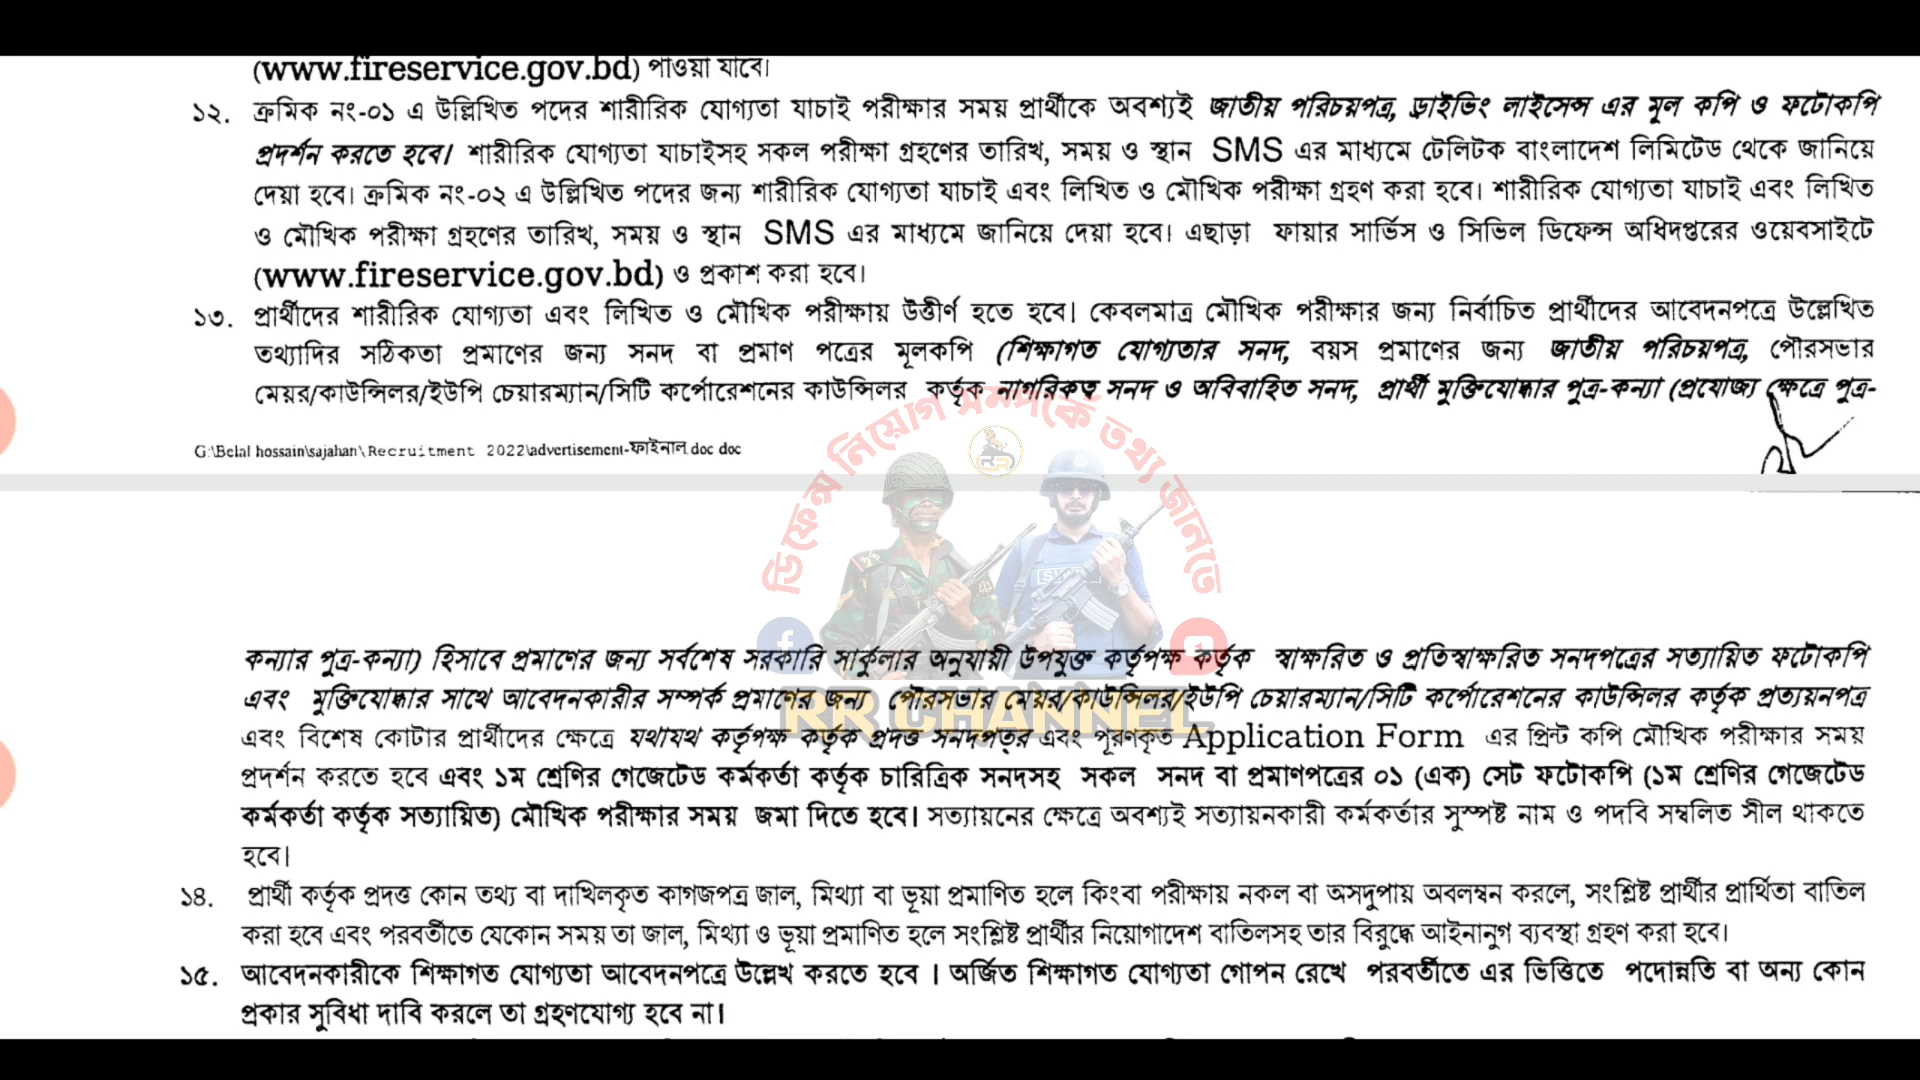 (www.fireservice.gov.bd) পাওয়া যাবে।
১২. ক্রমিক নং-০১ এ উল্লিখিত পদের শারীরিক যোগ্যতা যাচাই পরীক্ষার সময় প্রার্থীকে অবশ্যই জাতীয় পরিচয়পত্র, ড্রাইভিং লাইসেন্স এর মূল কপি ও ফটোকপি
প্রদর্শন করতে হবে। শারীরিক যোগ্যতা যাচাইসহ সকল পরীক্ষা গ্রহণের তারিখ, সময় ও স্থান SMS এর মাধ্যমে টেলিটক বাংলাদেশ লিমিটেড থেকে জানিয়ে
দেয়া হবে। ক্রমিক নং-০২ এ উল্লিখিত পদের জন্য শারীরিক যোগ্যতা যাচাই এবং লিখিত ও মৌখিক পরীক্ষা গ্রহণ করা হবে। শারীরিক যোগ্যতা যাচাই এবং লিখিত
ও মৌখিক পরীক্ষা গ্রহণের তারিখ, সময় ও স্থান SMS এর মাধ্যমে জানিয়ে দেয়া হবে। এছাড়া ফায়ার সার্ভিস ও সিভিল ডিফেন্স অধিদপ্তরের ওয়েবসাইটে
(www.fireservice.gov.bd) ও প্রকাশ করা হবে।
১৩. প্রার্থীদের শারীরিক যোগ্যতা এবং লিখিত ও মৌখিক পরীক্ষায় উত্তীর্ণ হতে হবে। কেবলমাত্র মৌখিক পরীক্ষার জন্য নির্বাচিত প্রার্থীদের আবেদনপত্রে উল্লেখিত
তথ্যাদির সঠিকতা প্রমাণের জন্য সনদ বা প্রমাণ পত্রের মূলকপি (শিক্ষাগত যোগ্যতার সনদ, বয়স প্রমাণের জন্য জাতীয় পরিচয়পত্র, পৌরসভার
মেয়র/কাউন্সিলর/ইউপি চেয়ারম্যান/সিটি কর্পোরেশনের কাউন্সিলর কর্তৃক নাগরিকত্ব সনদ ও অবিবাহিত সনদ, প্রার্থী মুক্তিযোদ্ধার পুত্র-কন্যা (প্রযোজ্য ক্ষেত্রে পুত্র-
G:\Belal hossain\sajahan\Recruitment 2022\advertisement-ফাইনাল.doc doc
ডিফেন্স নিয়োগ সম্পর্কে তথ্য জানতে
কন্যার পুত্র-কন্যা) হিসাবে প্রমাণের জন্য সর্বশেষ সরকারি সার্কুলার অনুযায়ী উপযুক্ত কর্তৃপক্ষ কর্তৃক স্বাক্ষরিত ও প্রতিস্বাক্ষরিত সনদপত্রের সত্যায়িত ফটোকপি
এবং মুক্তিযোদ্ধার সাথে আবেদনকারীর সম্পর্ক প্রমাণের জন্য পৌরসভার মেয়র/কাউন্সিলর/ইউপি চেয়ারম্যান/সিটি কর্পোরেশনের কাউন্সিলর কর্তৃক প্রত্যয়নপত্র
RR CHANNEL
এবং বিশেষ কোটার প্রার্থীদের ক্ষেত্রে যথাযথ কর্তৃপক্ষ কর্তৃক প্রদত্ত সনদপত্র এবং পূরণকৃত Application Form এর প্রিন্ট কপি মৌখিক পরীক্ষার সময়
প্রদর্শন করতে হবে এবং ১ম শ্রেণির গেজেটেড কর্মকর্তা কর্তৃক চারিত্রিক সনদসহ সকল সনদ বা প্রমাণপত্রের ০১ (এক) সেট ফটোকপি (১ম শ্রেণির গেজেটেড
কর্মকর্তা কর্তৃক সত্যায়িত) মৌখিক পরীক্ষার সময় জমা দিতে হবে। সত্যায়নের ক্ষেত্রে অবশ্যই সত্যায়নকারী কর্মকর্তার সুস্পষ্ট নাম ও পদবি সম্বলিত সীল থাকতে
হবে।
১৪. প্রার্থী কর্তৃক প্রদত্ত কোন তথ্য বা দাখিলকৃত কাগজপত্র জাল, মিথ্যা বা ভূয়া প্রমাণিত হলে কিংবা পরীক্ষায় নকল বা অসদুপায় অবলম্বন করলে, সংশ্লিষ্ট প্রার্থীর প্রার্থিতা বাতিল
করা হবে এবং পরবর্তীতে যেকোন সময় তা জাল, মিথ্যা ও ভূয়া প্রমাণিত হলে সংশ্লিষ্ট প্রার্থীর নিয়োগাদেশ বাতিলসহ তার বিরুদ্ধে আইনানুগ ব্যবস্থা গ্রহণ করা হবে।
১৫. আবেদনকারীকে শিক্ষাগত যোগ্যতা আবেদনপত্রে উল্লেখ করতে হবে । অর্জিত শিক্ষাগত যোগ্যতা গোপন রেখে পরবর্তীতে এর ভিত্তিতে পদোন্নতি বা অন্য কোন
প্রকার সুবিধা দাবি করলে তা গ্রহণযোগ্য হবে না।